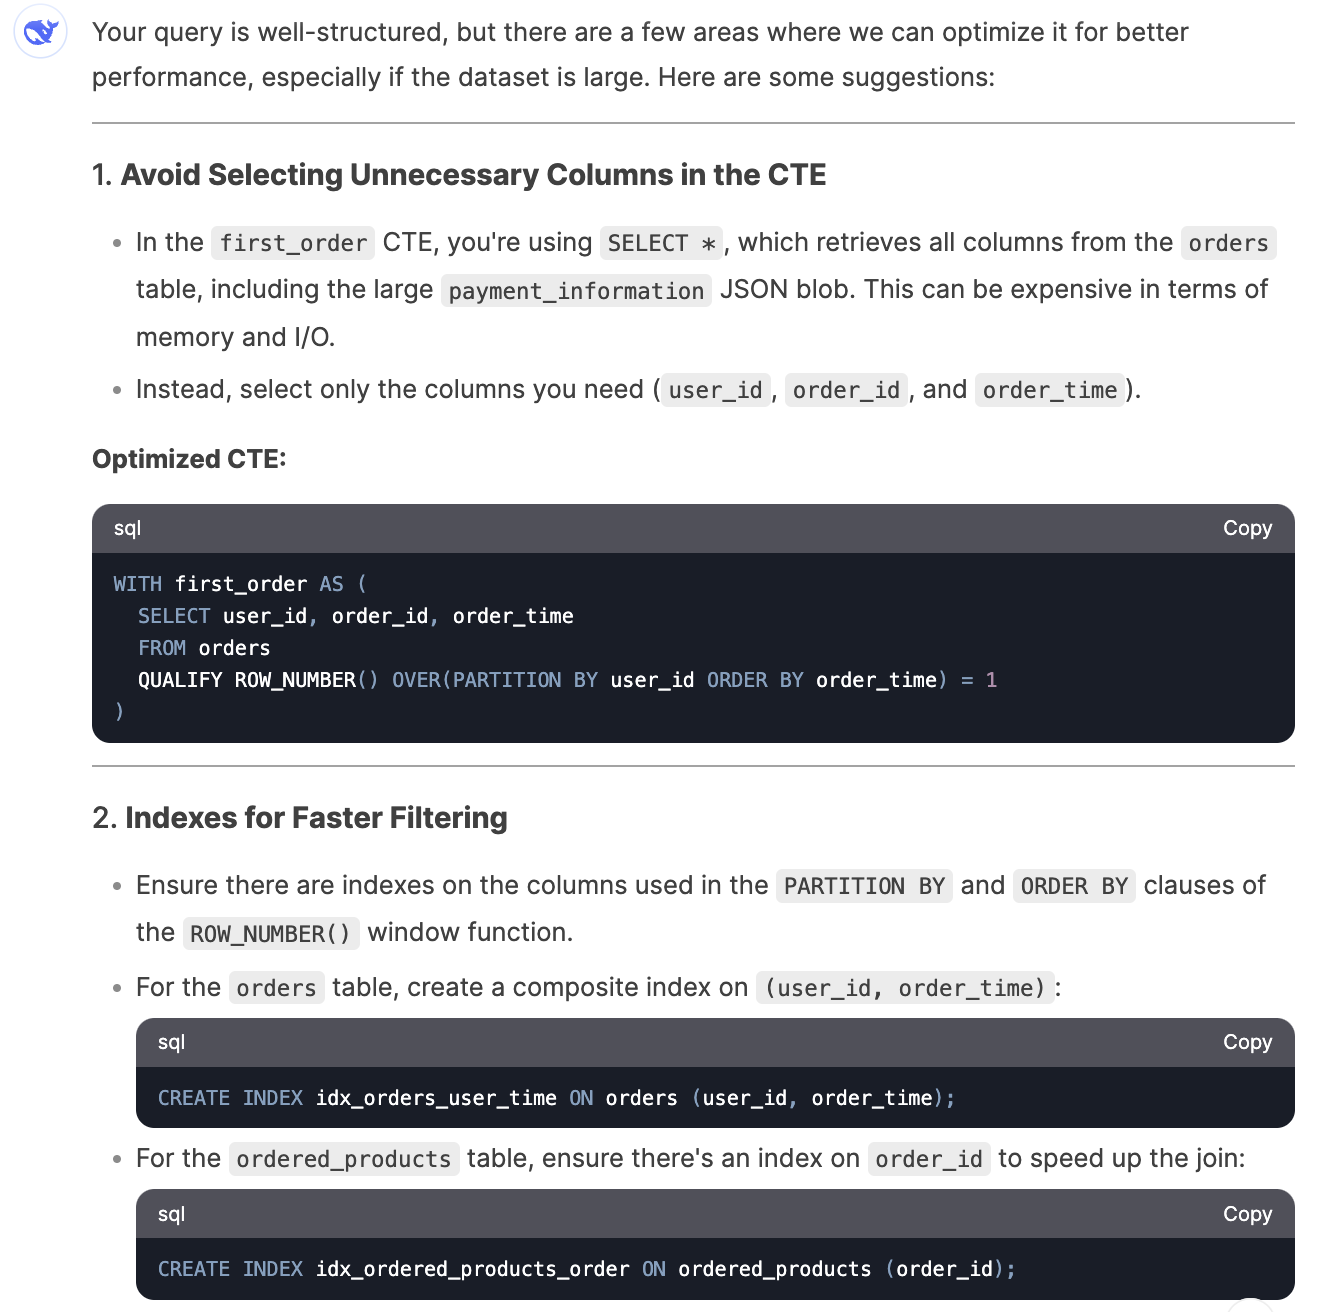 Your query is well-structured, but there are a few areas where we can optimize it for better
performance, especially if the dataset is large. Here are some suggestions:
1. Avoid Selecting Unnecessary Columns in the CTE
• In the first_order CTE, you're using SELECT *, which retrieves all columns from the orders
table, including the large payment_information JSON blob. This can be expensive in terms of
memory and I/O.
• Instead, select only the columns you need (user_id, order_id, and order_time).
Optimized CTE:
sql Copy
WITH first_order AS (
  SELECT user_id, order_id, order_time
  FROM orders
  QUALIFY ROW_NUMBER() OVER(PARTITION BY user_id ORDER BY order_time) = 1
)
2. Indexes for Faster Filtering
• Ensure there are indexes on the columns used in the PARTITION BY and ORDER BY clauses of
the ROW_NUMBER() window function.
• For the orders table, create a composite index on (user_id, order_time):
sql Copy
CREATE INDEX idx_orders_user_time ON orders (user_id, order_time);
• For the ordered_products table, ensure there's an index on order_id to speed up the join:
sql Copy
CREATE INDEX idx_ordered_products_order ON ordered_products (order_id);